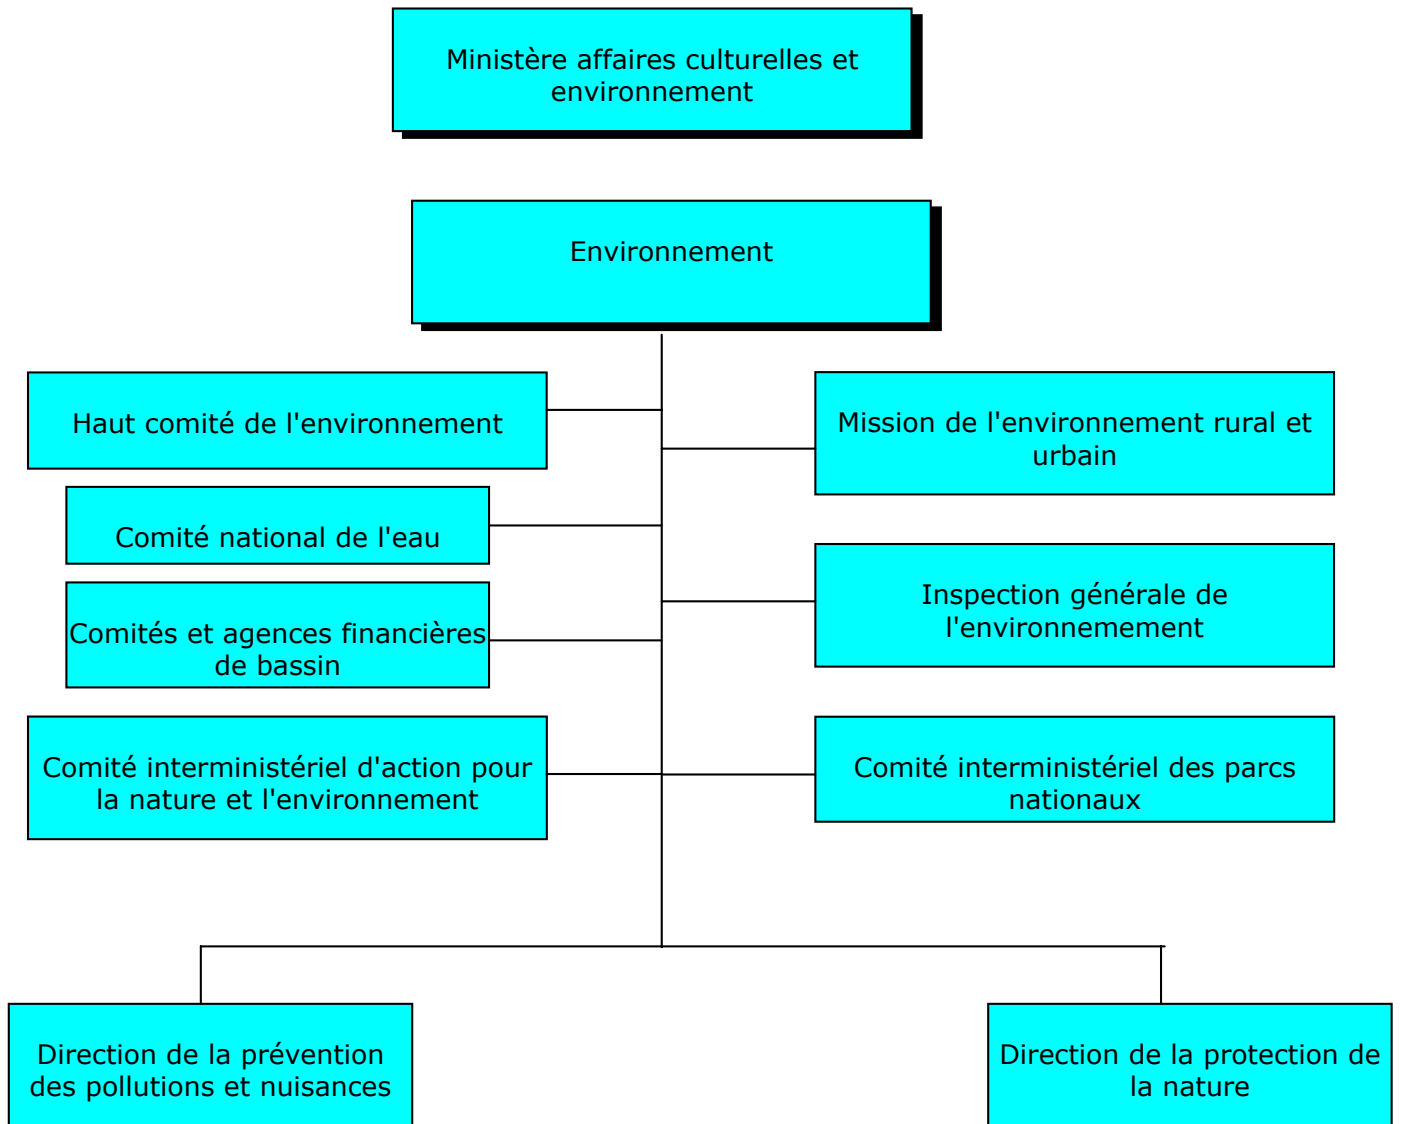 Ministère affaires culturelles et
environnement
Environnement
Haut comité de l'environnement
Mission de l'environnement rural et
urbain
Comité national de l'eau
Inspection générale de
l'environnemement
Comités et agences financières
de bassin
Comité interministériel d'action pour
la nature et l'environnement
Comité interministériel des parcs
nationaux
Direction de la prévention
des pollutions et nuisances
Direction de la protection de
la nature